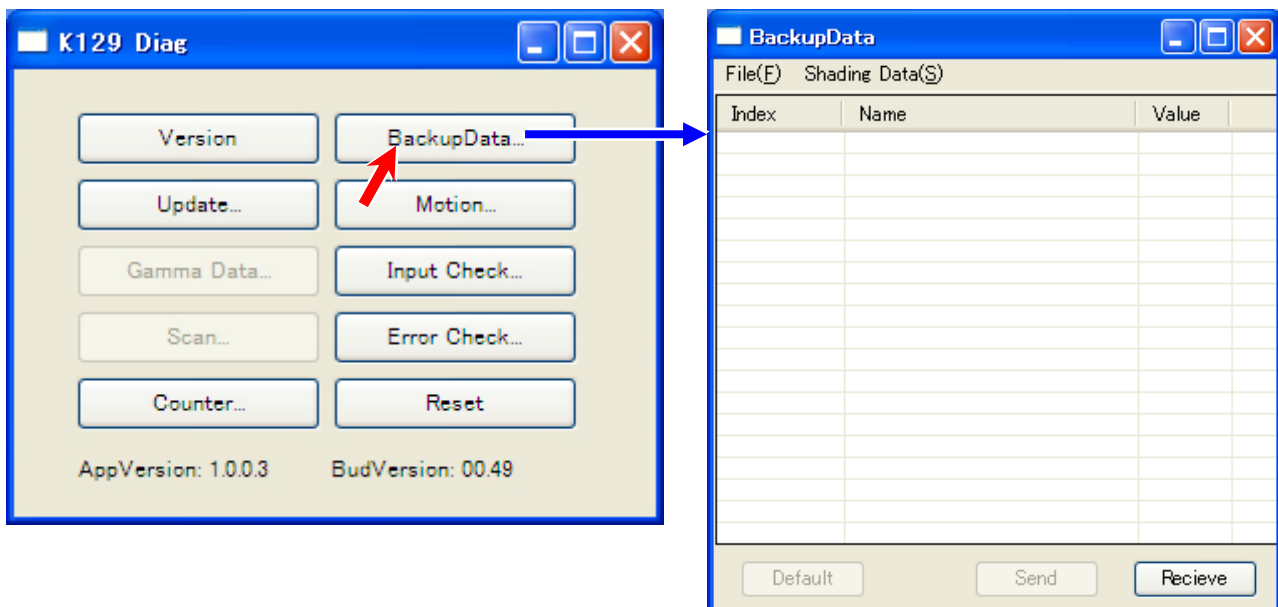 K129 Diag
Version
BackupData...
Update...
Motion...
Gamma Data...
Input Check...
Scan...
Error Check...
Counter...
Reset
AppVersion: 1.0.0.3
BudVersion: 00.49
BackupData
File(F) Shading Data(S)
Index Name Value
Default Send Recieve